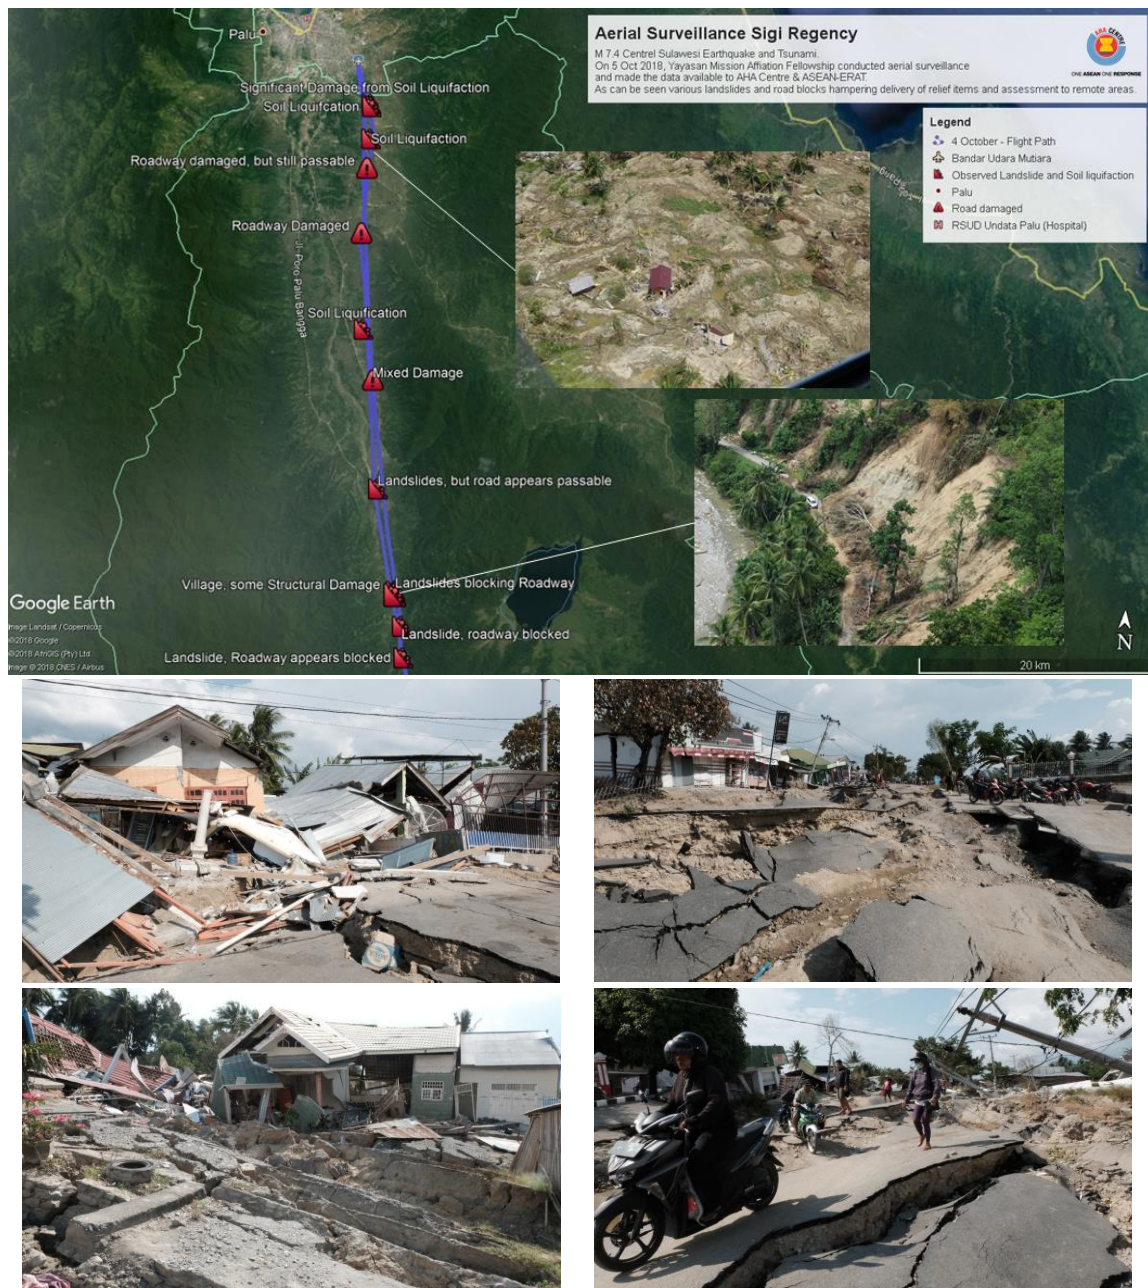 Aerial Surveillance Sigi Regency
M 7.4 Centrel Sulawesi Earthquake and Tsunami.
On 5 Oct 2018, Yayasan Mission Affiation Fellowship conducted aerial surveillance
and made the data available to AHA Centre & ASEAN-ERAT
As can be seen various landslides and road blocks hampering delivery of relief items and assessment to remote areas.
AHA CENTRE
ONE ASEAN ONE RESPONSE
Legend
4 October - Flight Path
Bandar Udara Mutiara
Observed Landslide and Soil liquifaction
Palu
Road damaged
RSUD Undata Palu (Hospital)
Palu
Significant Damage from Soil Liquifaction
Soil Liquifcation
Soil Liquifaction
Roadway damaged, but still passable
Roadway Damaged
Jl. Poro Palu Bangga
Soil Liquification
Mixed Damage
Landslides, but road appears passable
Village, some Structural Damage
Landslides blocking Roadway
Landslide, roadway blocked
Landslide, Roadway appears blocked
Google Earth
Image Landsat / Copernicus
©2018 Google
©2018 AfriGIS (Pty) Ltd.
Image © 2018 CNES / Airbus
N
20 km